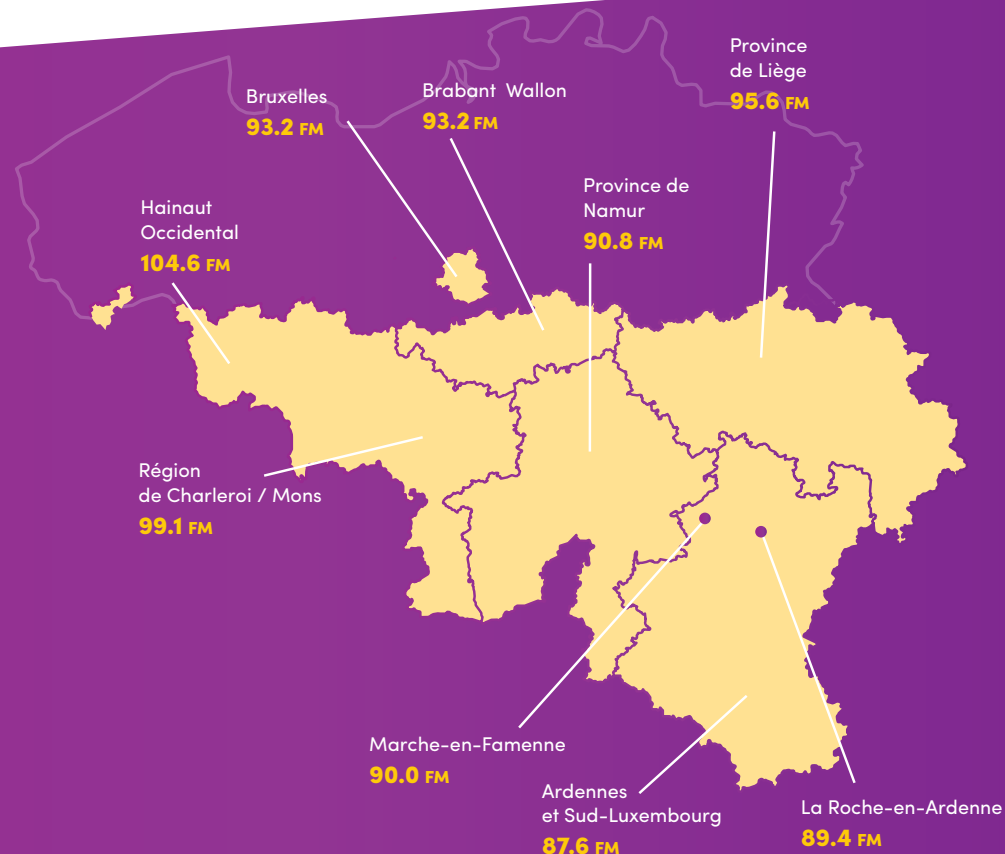 Province
de Liège
95.6 FM
Bruxelles
93.2 FM
Brabant Wallon
93.2 FM
Province de
Namur
90.8 FM
Hainaut
Occidental
104.6 FM
Région
de Charleroi / Mons
99.1 FM
Marche-en-Famenne
90.0 FM
Ardennes
et Sud-Luxembourg
87.6 FM
La Roche-en-Ardenne
89.4 FM